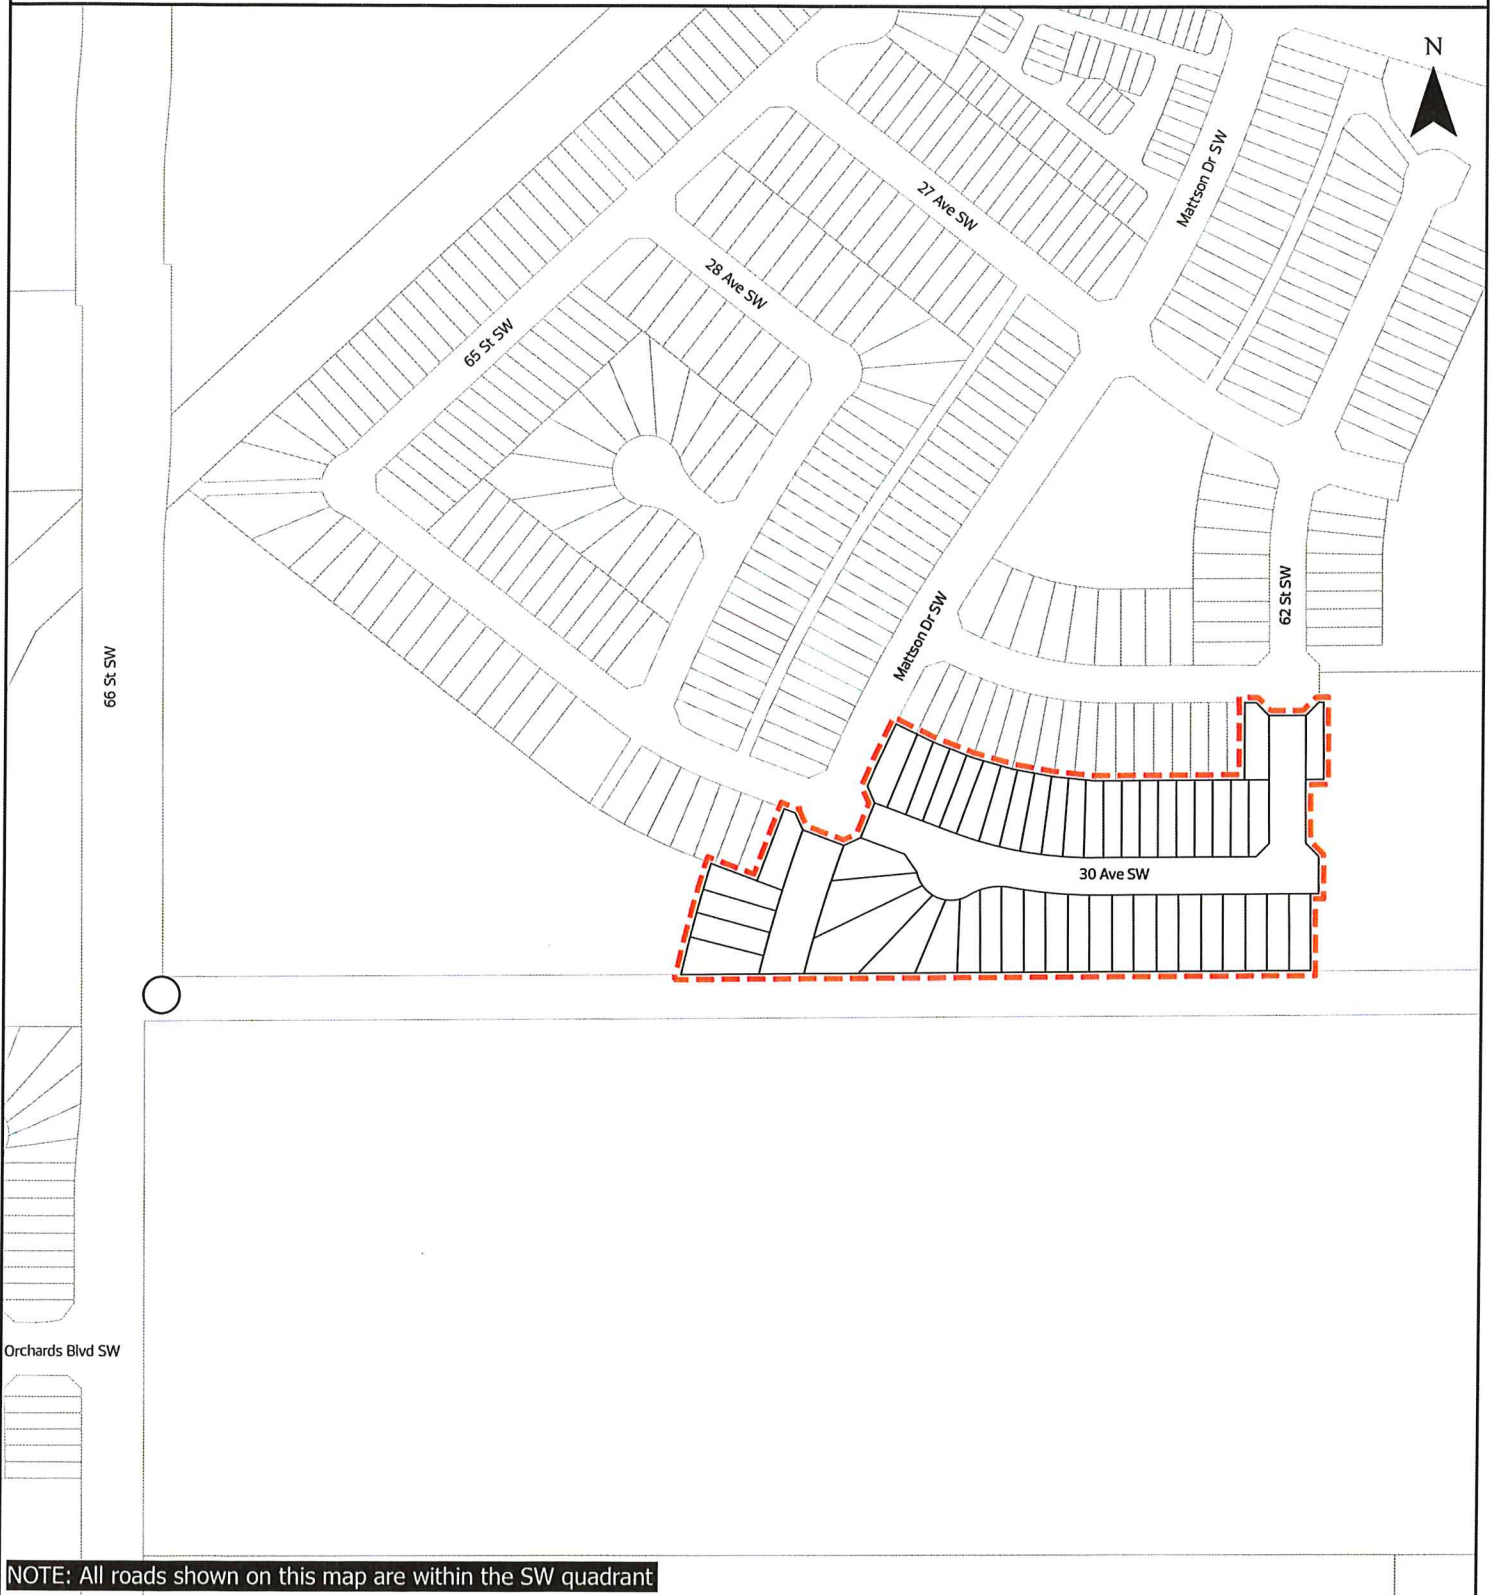 N
Mattson Dr SW
27 Ave SW
28 Ave SW
65 St SW
62 St SW
Mattson Dr SW
66 St SW
30 Ave SW
Orchards Blvd SW
NOTE: All roads shown on this map are within the SW quadrant